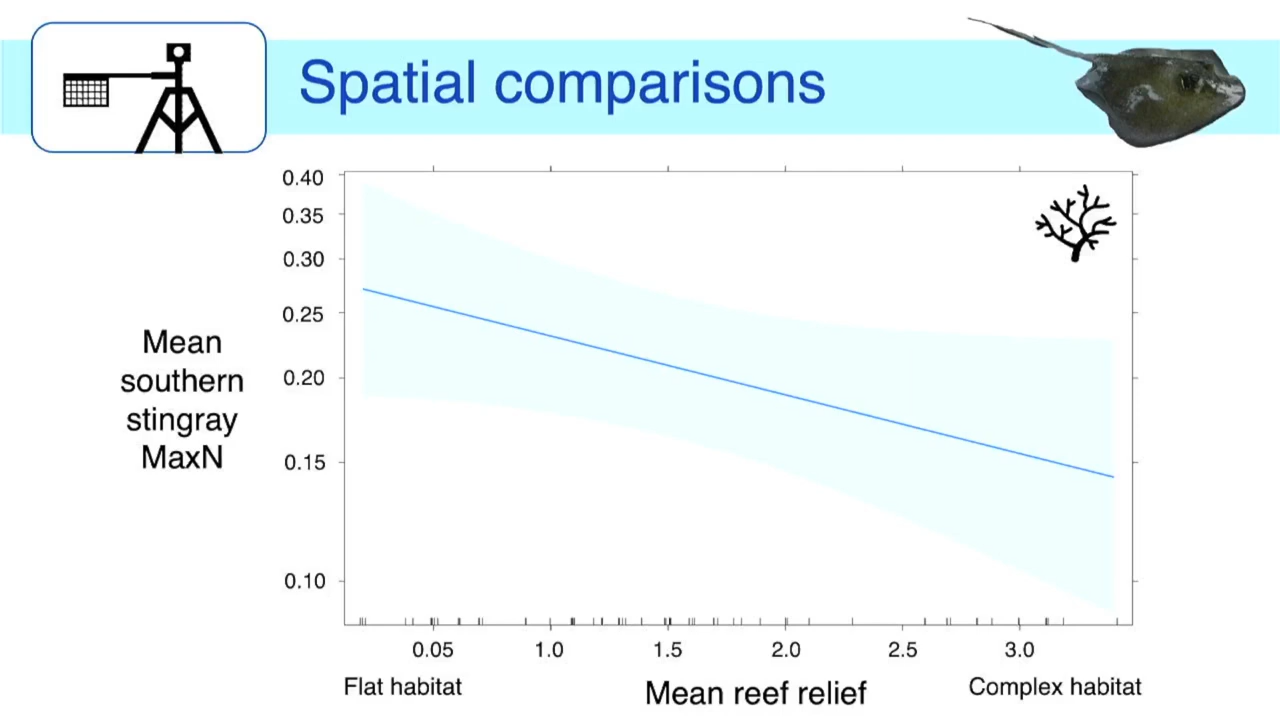 Spatial comparisons
0.40
0.35
0.30
0.25
0.20
0.15
0.10
Mean
southern
stingray
MaxN
0.05 1.0 1.5 2.0 2.5 3.0
Flat habitat Mean reef relief Complex habitat